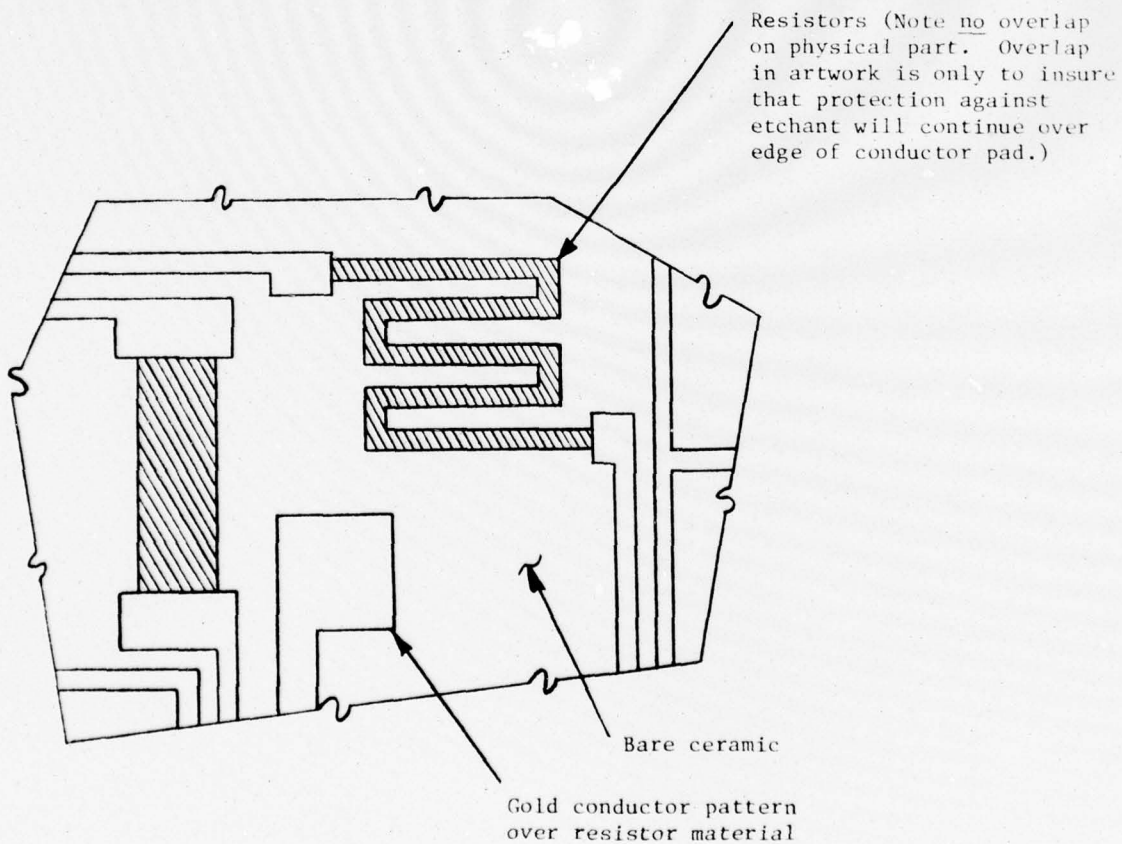 Resistors (Note no overlap
on physical part. Overlap
in artwork is only to insure
that protection against
etchant will continue over
edge of conductor pad.)
Bare ceramic
Gold conductor pattern
over resistor material